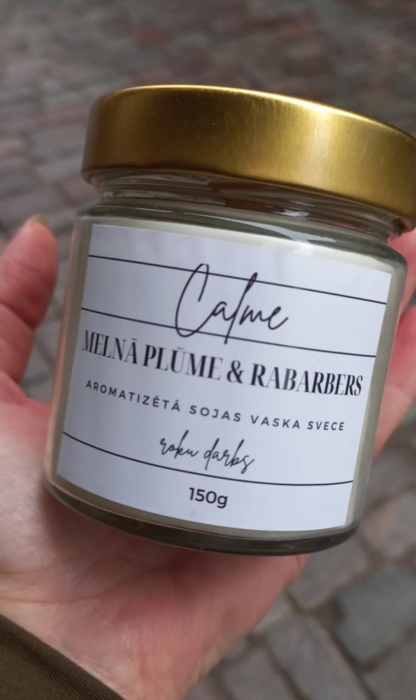 Calme
MELNĀ PLŪME & RABARBERS
AROMATIZĒTĀ SOJAS VASKA SVECE
roku darbs
150g